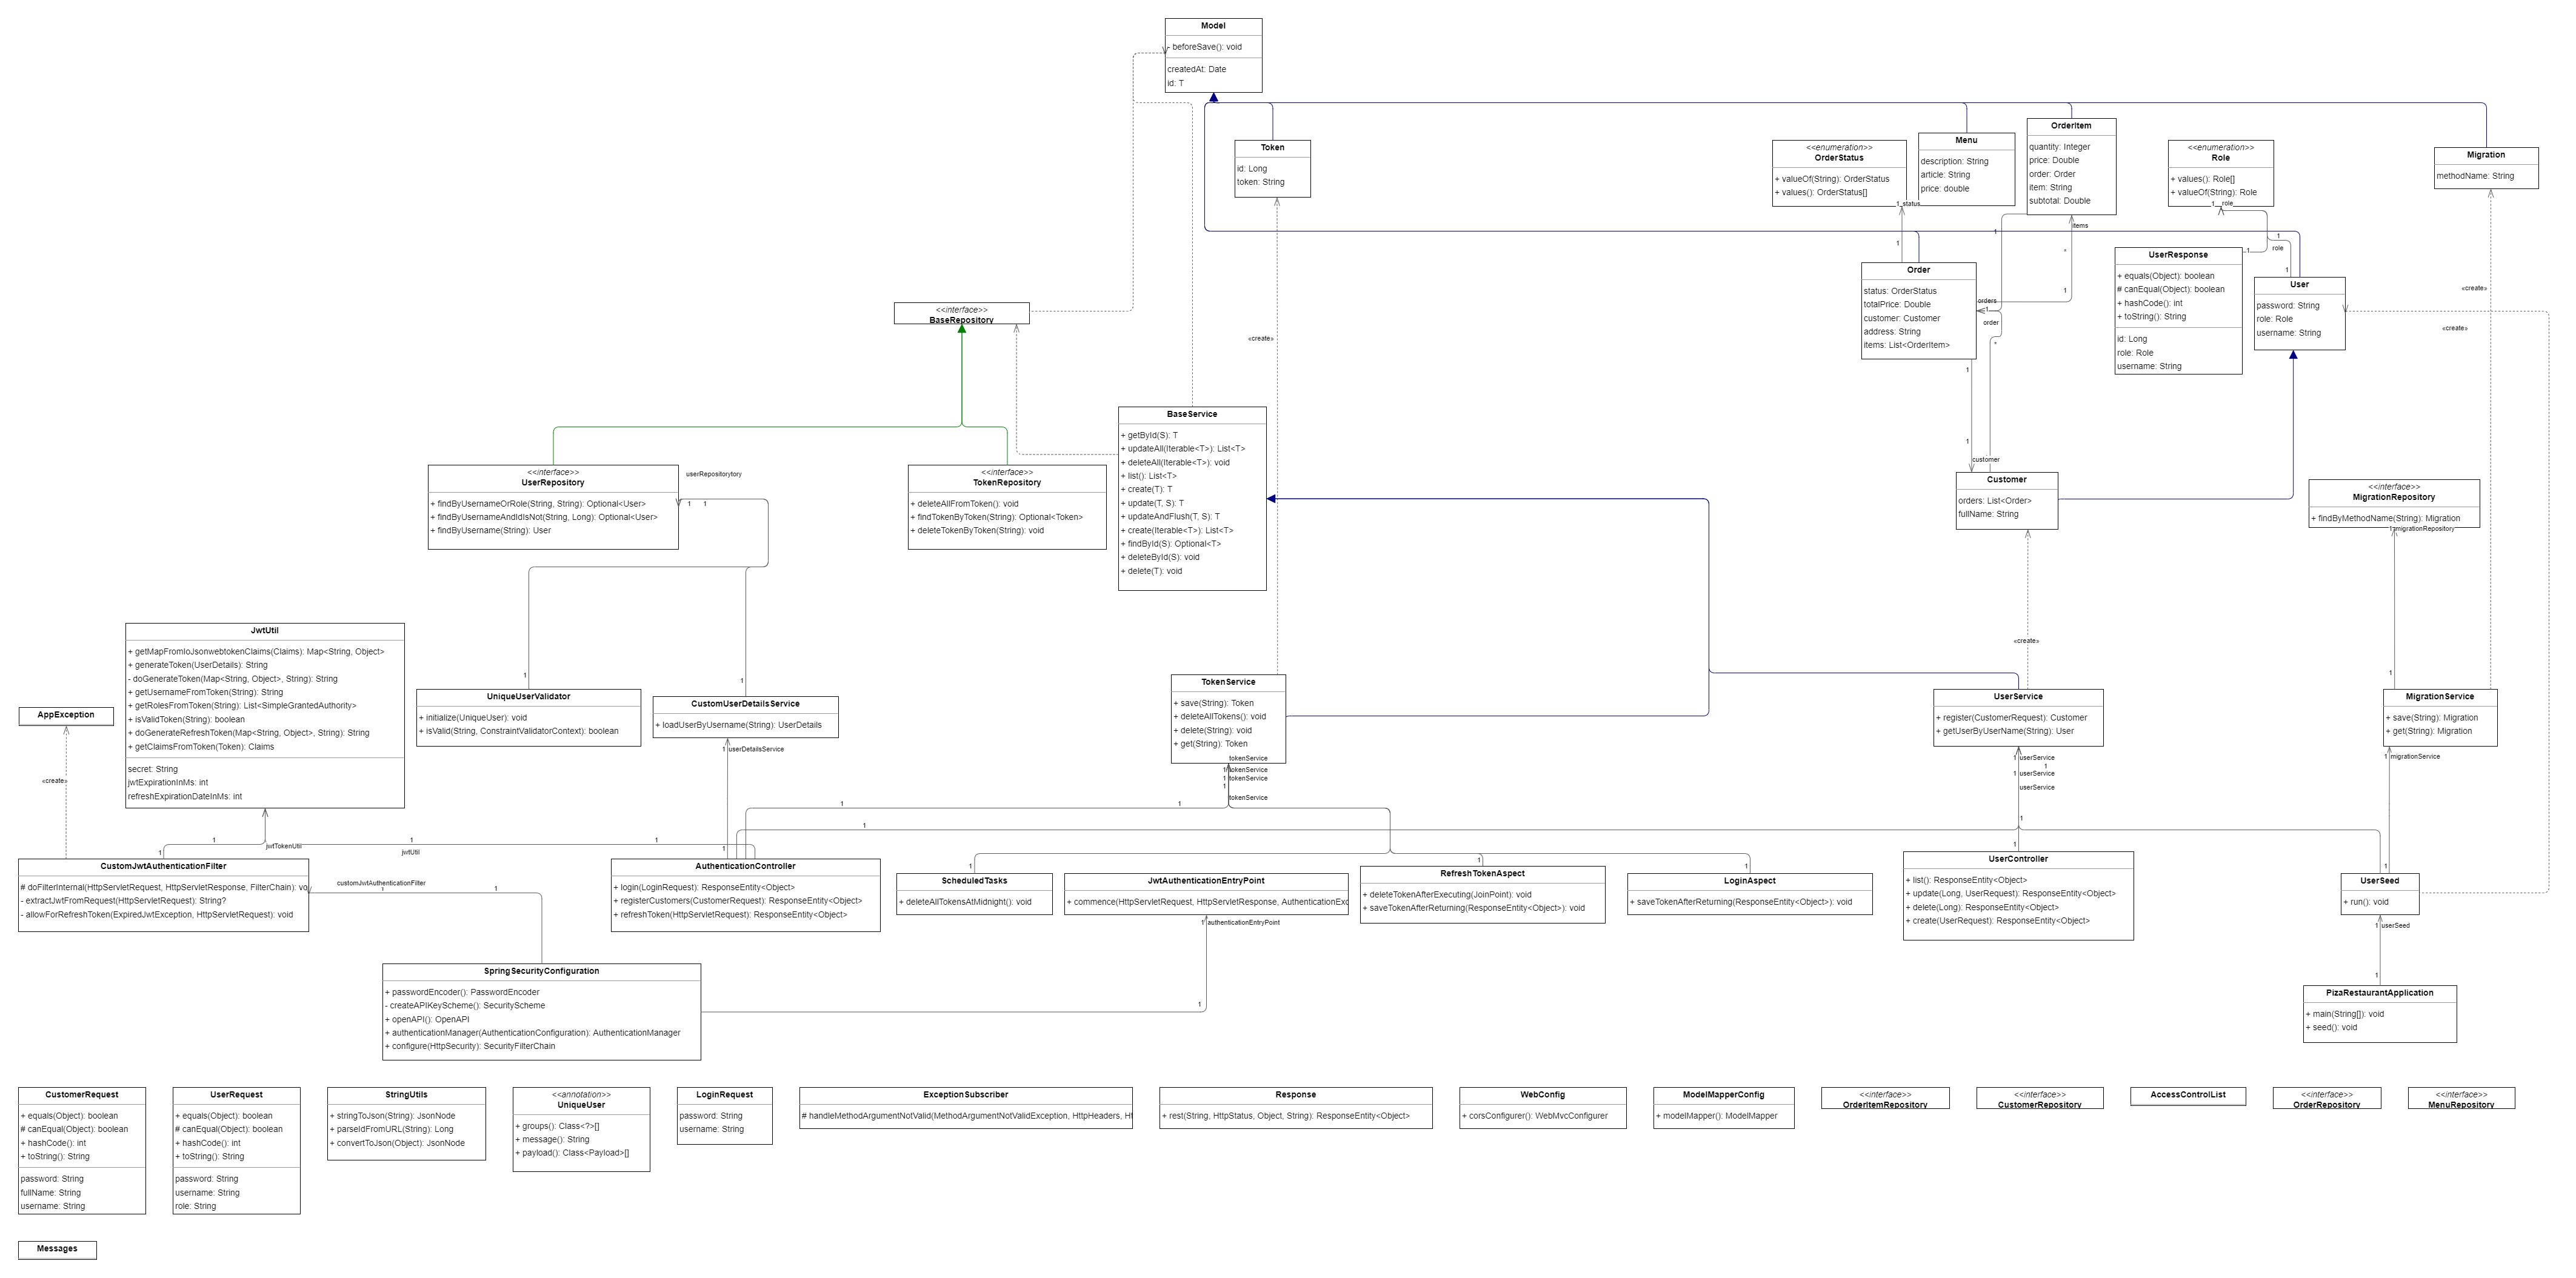 Model
- beforeSave(): void
createdAt: Date
id: T
Token
id: Long
token: String
<<enumeration>>
OrderStatus
+ valueOf(String): OrderStatus
+ values(): OrderStatus[]
Menu
description: String
article: String
price: double
OrderItem
quantity: Integer
price: Double
order: Order
item: String
subtotal: Double
<<enumeration>>
Role
+ values(): Role[]
+ valueOf(String): Role
Migration
methodName: String
1 status
1
1
items
*
1
1 role
1
role
1
1
UserResponse
+ equals(Object): boolean
# canEqual(Object): boolean
+ hashCode(): int
+ toString(): String
id: Long
role: Role
username: String
User
password: String
role: Role
username: String
Order
status: OrderStatus
totalPrice: Double
customer: Customer
address: String
items: List<OrderItem>
orders
1
order
*
1
1
customer
«create»
«create»
«create»
<<interface>>
BaseRepository
BaseService
+ getById(S): T
+ updateAll(Iterable<T>): List<T>
+ deleteAll(Iterable<T>): void
+ list(): List<T>
+ create(T): T
+ update(T, S): T
+ updateAndFlush(T, S): T
+ create(Iterable<T>): List<T>
+ findById(S): Optional<T>
+ deleteById(S): void
+ delete(T): void
<<interface>>
UserRepository
+ findByUsernameOrRole(String, String): Optional<User>
+ findByUsernameAndIdIsNot(String, Long): Optional<User>
+ findByUsername(String): User
userRepositorytory
1
1
<<interface>>
TokenRepository
+ deleteAllFromToken(): void
+ findTokenByToken(String): Optional<Token>
+ deleteTokenByToken(String): void
Customer
orders: List<Order>
fullName: String
<<interface>>
MigrationRepository
+ findByMethodName(String): Migration
migrationRepository
«create»
1
1
1
JwtUtil
+ getMapFromIoJsonwebtokenClaims(Claims): Map<String, Object>
+ generateToken(UserDetails): String
- doGenerateToken(Map<String, Object>, String): String
+ getUsernameFromToken(String): String
+ getRolesFromToken(String): List<SimpleGrantedAuthority>
+ isValidToken(String): boolean
+ doGenerateRefreshToken(Map<String, Object>, String): String
+ getClaimsFromToken(Token): Claims
secret: String
jwtExpirationInMs: int
refreshExpirationDateInMs: int
AppException
«create»
UniqueUserValidator
+ initialize(UniqueUser): void
+ isValid(String, ConstraintValidatorContext): boolean
CustomUserDetailsService
+ loadUserByUsername(String): UserDetails
1 userDetailsService
TokenService
+ save(String): Token
+ deleteAllTokens(): void
+ delete(String): void
+ get(String): Token
tokenService
1 tokenService
1 tokenService
1
tokenService
UserService
+ register(CustomerRequest): Customer
+ getUserByUserName(String): User
1 userService
1
1 userService
userService
MigrationService
+ save(String): Migration
+ get(String): Migration
1 migrationService
1
1
1
1
1
1
1
1
jwtTokenUtil
jwtUtil
1
1
1
1
1
1
1
CustomJwtAuthenticationFilter
# doFilterInternal(HttpServletRequest, HttpServletResponse, FilterChain): vo
- extractJwtFromRequest(HttpServletRequest): String?
- allowForRefreshToken(ExpiredJwtException, HttpServletRequest): void
customJwtAuthenticationFilter
1
1
AuthenticationController
+ login(LoginRequest): ResponseEntity<Object>
+ registerCustomers(CustomerRequest): ResponseEntity<Object>
+ refreshToken(HttpServletRequest): ResponseEntity<Object>
ScheduledTasks
+ deleteAllTokensAtMidnight(): void
JwtAuthenticationEntryPoint
+ commence(HttpServletRequest, HttpServletResponse, AuthenticationExc
1 authenticationEntryPoint
RefreshTokenAspect
+ deleteTokenAfterExecuting(JoinPoint): void
+ saveTokenAfterReturning(ResponseEntity<Object>): void
LoginAspect
+ saveTokenAfterReturning(ResponseEntity<Object>): void
UserController
+ list(): ResponseEntity<Object>
+ update(Long, UserRequest): ResponseEntity<Object>
+ delete(Long): ResponseEntity<Object>
+ create(UserRequest): ResponseEntity<Object>
UserSeed
+ run(): void
1 userSeed
1
1
SpringSecurityConfiguration
+ passwordEncoder(): PasswordEncoder
- createAPIKeyScheme(): SecurityScheme
+ openAPI(): OpenAPI
+ authenticationManager(AuthenticationConfiguration): AuthenticationManager
+ configure(HttpSecurity): SecurityFilterChain
PizaRestaurantApplication
+ main(String[]): void
+ seed(): void
CustomerRequest
+ equals(Object): boolean
# canEqual(Object): boolean
+ hashCode(): int
+ toString(): String
password: String
fullName: String
username: String
UserRequest
+ equals(Object): boolean
# canEqual(Object): boolean
+ hashCode(): int
+ toString(): String
password: String
username: String
role: String
StringUtils
+ stringToJson(String): JsonNode
+ parseIdFromURL(String): Long
+ convertToJson(Object): JsonNode
<<annotation>>
UniqueUser
+ groups(): Class<?>[]
+ message(): String
+ payload(): Class<Payload>[]
LoginRequest
password: String
username: String
ExceptionSubscriber
# handleMethodArgumentNotValid(MethodArgumentNotValidException, HttpHeaders, Ht
Response
+ rest(String, HttpStatus, Object, String): ResponseEntity<Object>
WebConfig
+ corsConfigurer(): WebMvcConfigurer
ModelMapperConfig
+ modelMapper(): ModelMapper
<<interface>>
OrderItemRepository
<<interface>>
CustomerRepository
AccessControlList
<<interface>>
OrderRepository
<<interface>>
MenuRepository
Messages